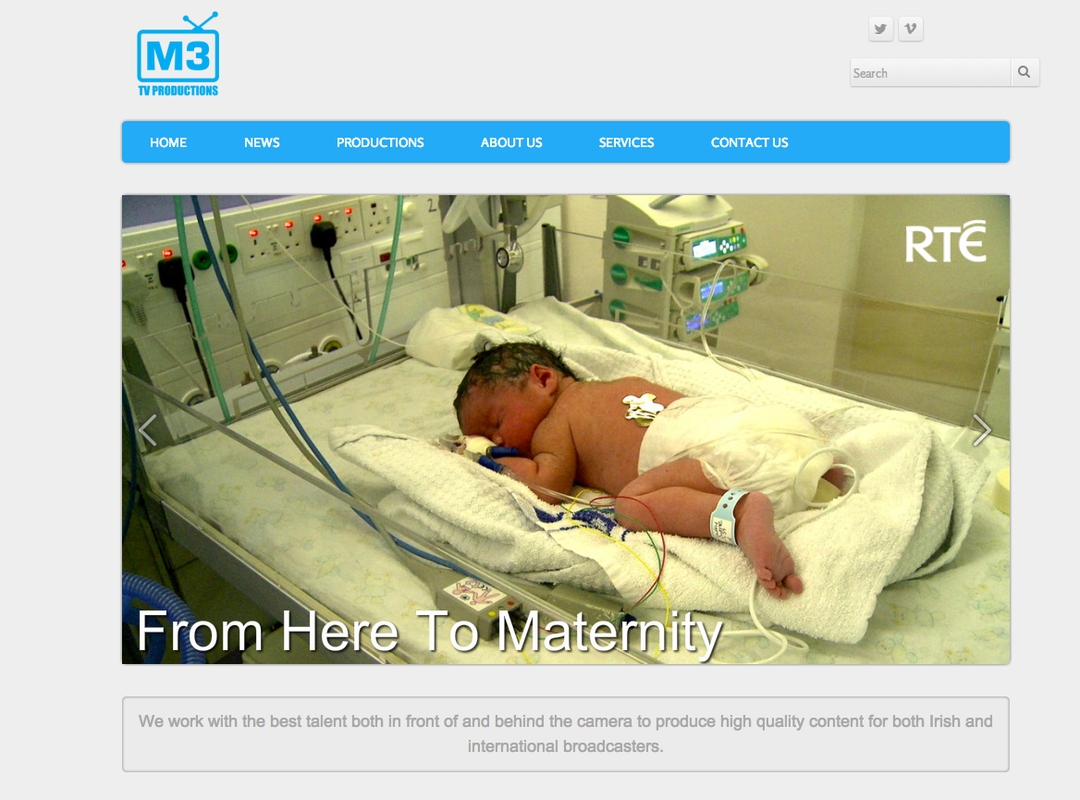 M3
TV PRODUCTIONS
Search
HOME NEWS PRODUCTIONS ABOUT US SERVICES CONTACT US
RTÉ
From Here To Maternity
We work with the best talent both in front of and behind the camera to produce high quality content for both Irish and
international broadcasters.